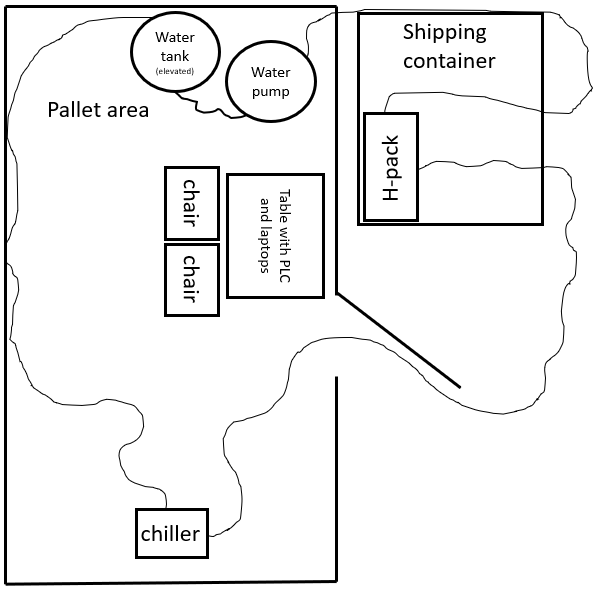 Water
tank
(elevated)
Water
pump
Shipping
container
Pallet area
H-pack
chair
chair
Table with PLC
and laptops
chiller